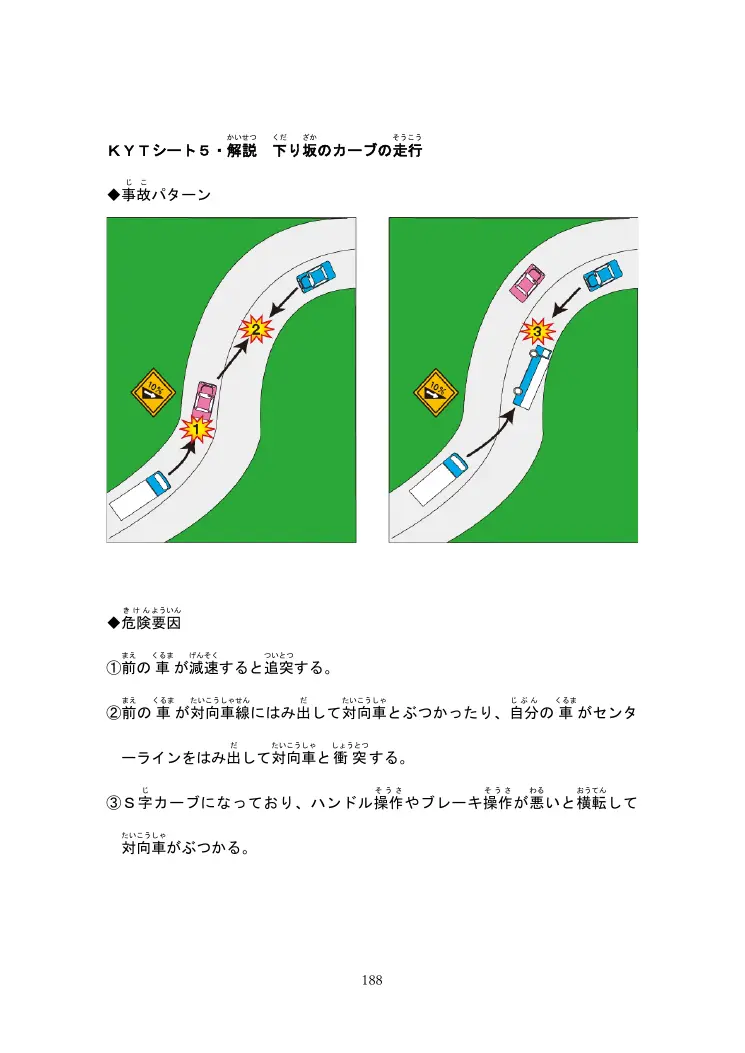 かいせつ くだ ざか そうこう
KYTシート5・解説 下り坂のカーブの走行
じこ
◆事故パターン
2
3
10%
10%
1
きけんよういん
◆危険要因
まえ くるま げんそく ついとつ
①前の車が減速すると追突する。
まえ くるま たいこうしゃせん だ たいこうしゃ じぶん くるま
②前の車が対向車線にはみ出して対向車とぶつかったり、自分の車がセンタ
だ たいこうしゃ しょうとつ
ーラインをはみ出して対向車と衝突する。
じ そうさ そうさ わる おうてん
③S字カーブになっており、ハンドル操作やブレーキ操作が悪いと横転して
たいこうしゃ
対向車がぶつかる。
188